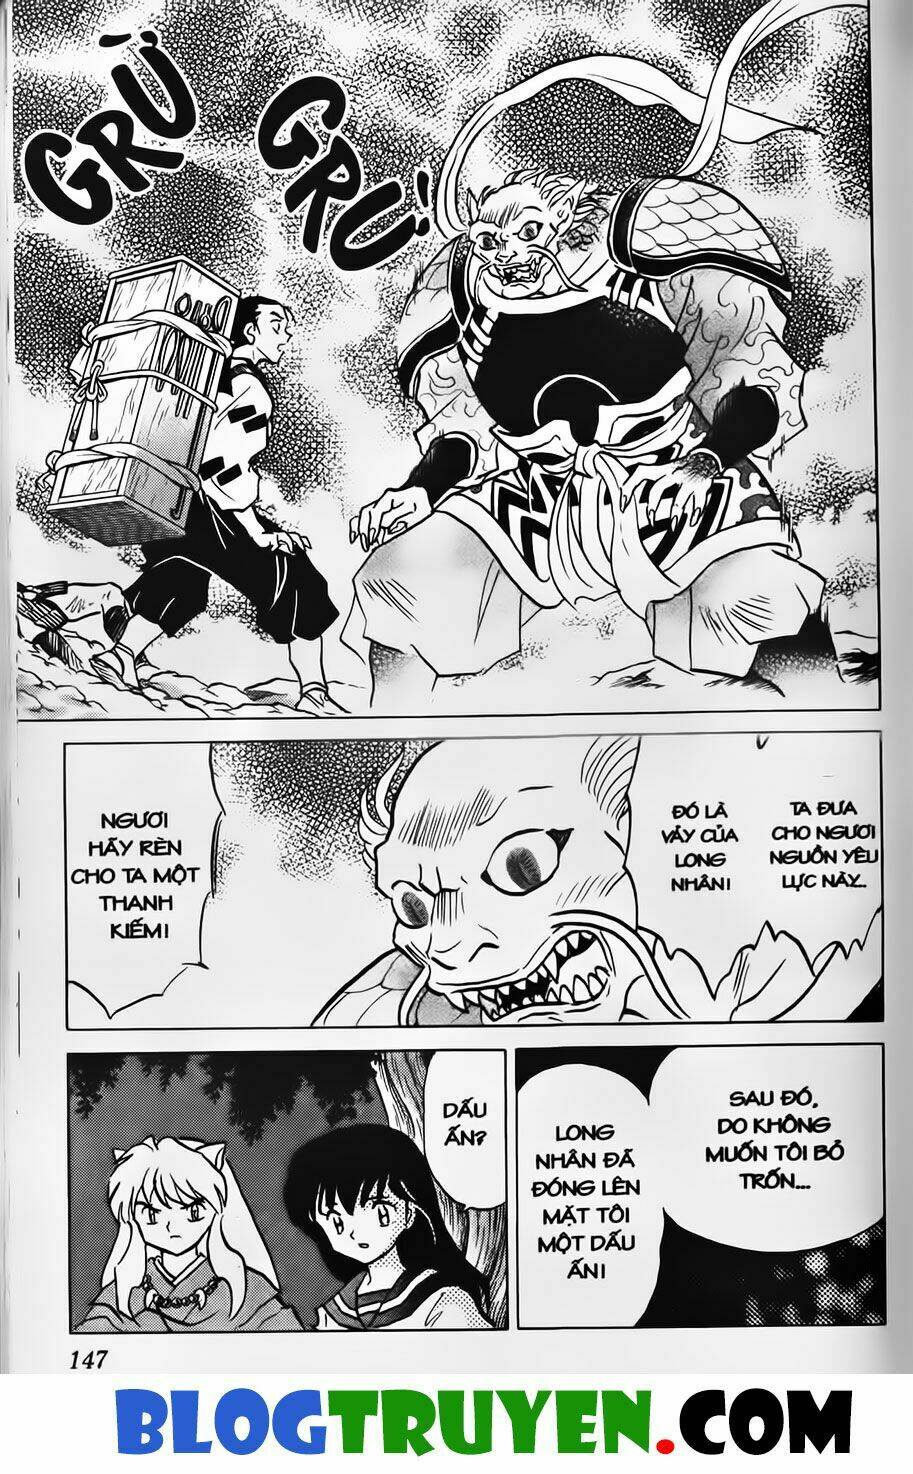 GRÙ
GRU!
TA ĐƯA
CHO NGƯƠI
NGUỒN YÊU
LỰC NÀY..
ĐÓ LÀ
VẢY CỦA
LONG
NHÂN!
NGƯƠI
HÃY RÈN
CHO TA MỘT
THANH
KIẾM!
SAU ĐÓ,
DO KHÔNG
MUỐN TÔI BỎ
TRỐN...
LONG
NHÂN ĐÃ
ĐÓNG LÊN
MẶT TÔI
MỘT DẤU
ẤN!
DẤU
ẤN?
147
BLOGTRUYEN.COM